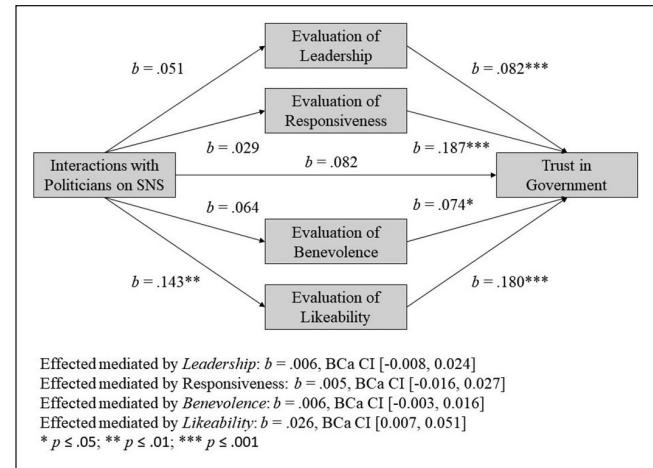 Evaluation of
Leadership
b = .051
b = .082***
Evaluation of
Responsiveness
b = .029
b = .187***
Interactions with
Politicians on SNS
b = .082
Trust in
Government
b = .064
b = .074*
Evaluation of
Benevolence
b = .143**
b = .180***
Evaluation of
Likeability
Effected mediated by Leadership: b = .006, BCa CI [-0.008, 0.024]
Effected mediated by Responsiveness: b = .005, BCa CI [-0.016, 0.027]
Effected mediated by Benevolence: b = .006, BCa CI [-0.003, 0.016]
Effected mediated by Likeability: b = .026, BCa CI [0.007, 0.051]
* p ≤ .05; ** p ≤ .01; *** p ≤ .001